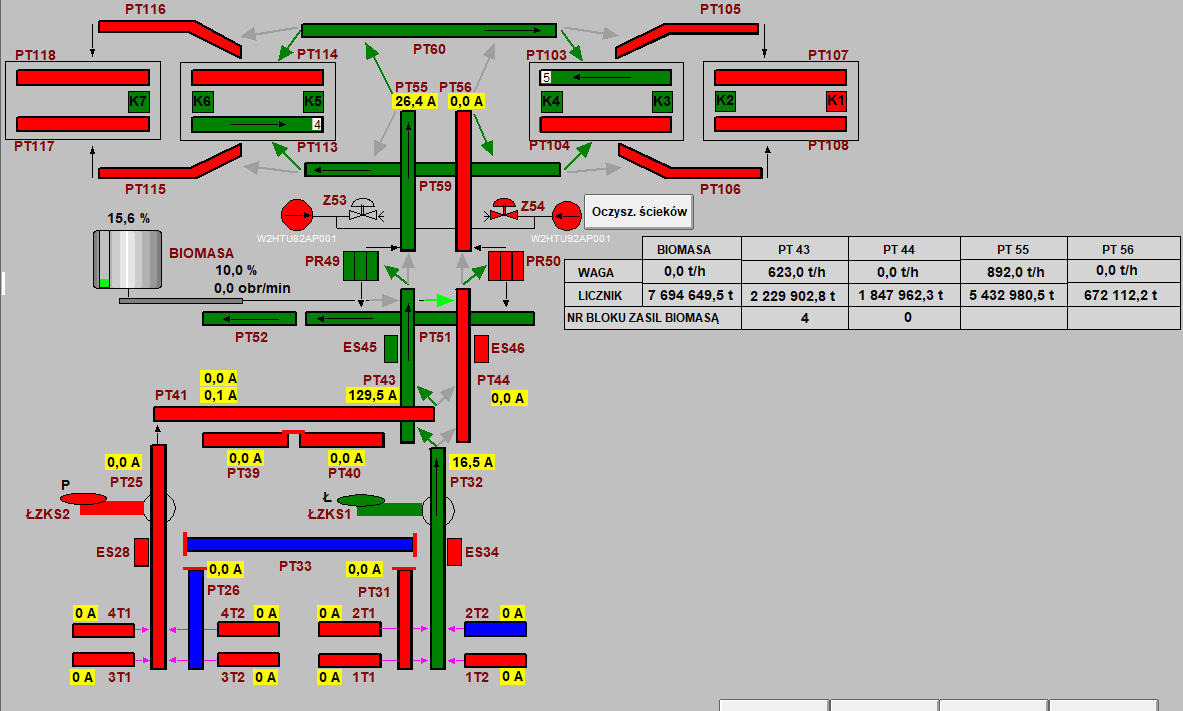 PT116
PT105
PT118
PT114
PT60
PT103
PT107
5
K7
K6
K5
PT55
PT56
26,4 A
0,0 A
K4
K3
K2
K1
4
PT117
PT113
PT104
PT108
PT115
PT59
PT106
15,6 %
Z53
Z54
Oczysz. ścieków
W2HTU82AP001
W2HTU92AP001
BIOMASA
PR49
PR50
10,0 %
0,0 obr/min
BIOMASA PT 43 PT 44 PT 55 PT 56
WAGA 0,0 t/h 623,0 t/h 0,0 t/h 892,0 t/h 0,0 t/h
LICZNIK 7 694 649,5 t 2 229 902,8 t 1 847 962,3 t 5 432 980,5 t 672 112,2 t
NR BLOKU ZASIL BIOMASĄ 4 0
PT52
PT51
ES45
ES46
0,0 A
PT43
PT44
PT41
0,1 A
129,5 A
0,0 A
0,0 A
0,0 A
0,0 A
16,5 A
PT39
PT40
PT25
PT32
P
Ł
ŁZKS2
ŁZKS1
ES28
ES34
PT33
0,0 A
0,0 A
PT26
PT31
0 A 4T1
4T2 0 A
0 A 2T1
2T2 0 A
0 A 3T1
3T2 0 A
0 A 1T1
1T2 0 A